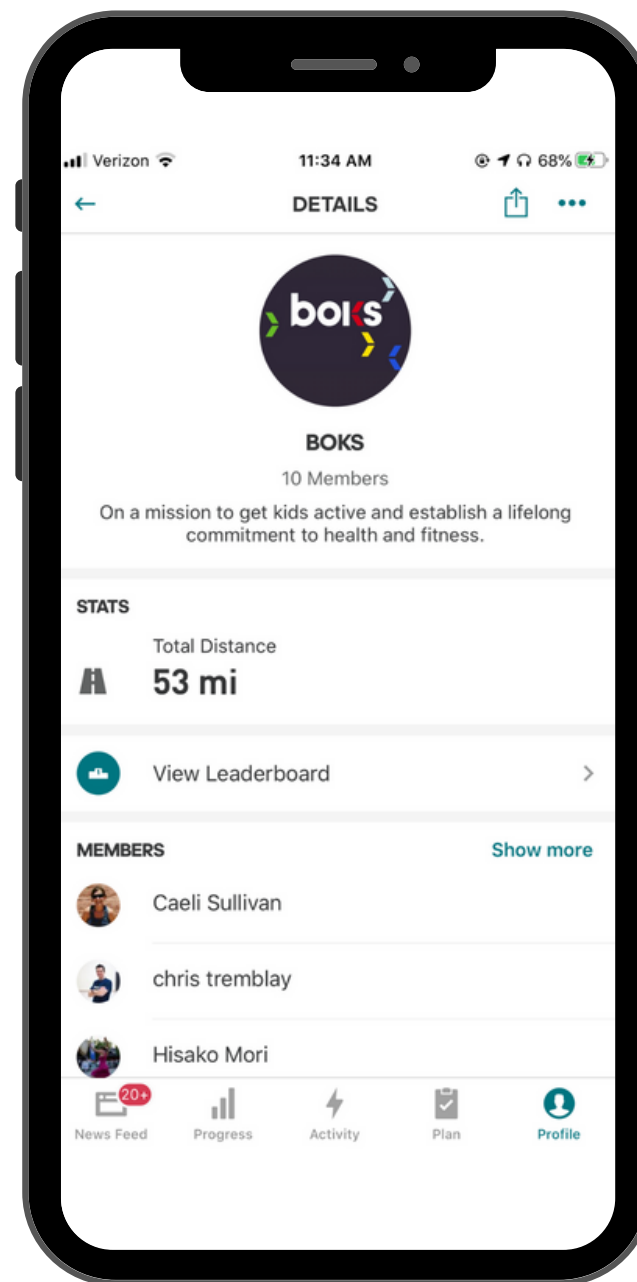 Verizon
11:34 AM
68%
DETAILS
boks
BOKS
10 Members
On a mission to get kids active and establish a lifelong
commitment to health and fitness.
STATS
Total Distance
53 mi
View Leaderboard
MEMBERS
Show more
Caeli Sullivan
chris tremblay
Hisako Mori
20+
News Feed
Progress
Activity
Plan
Profile